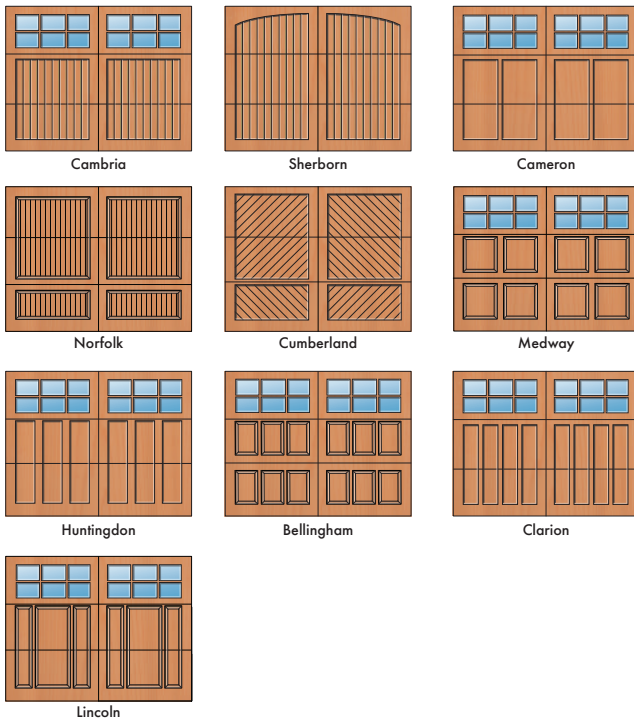 Cambria
Sherborn
Cameron
Norfolk
Cumberland
Medway
Huntingdon
Bellingham
Clarion
Lincoln